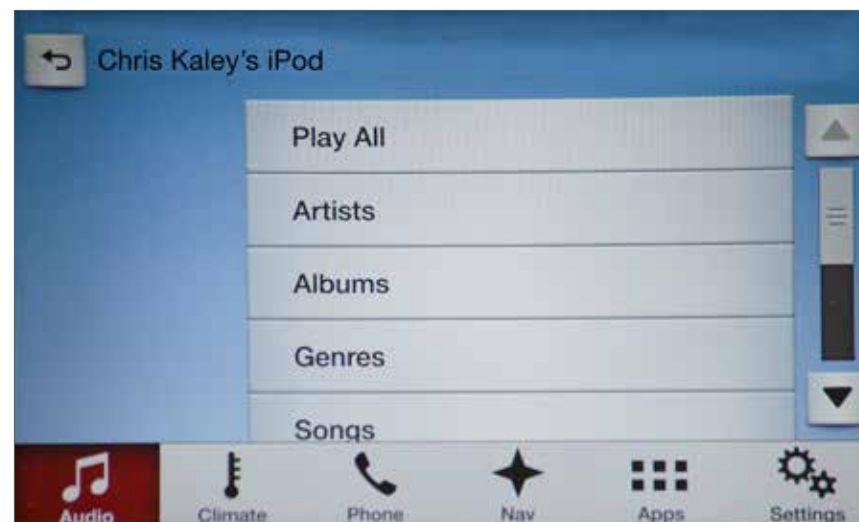 Chris Kaley's iPod
Play All
Artists
Albums
Genres
Songs
Audio Climate Phone Nav Apps Settings